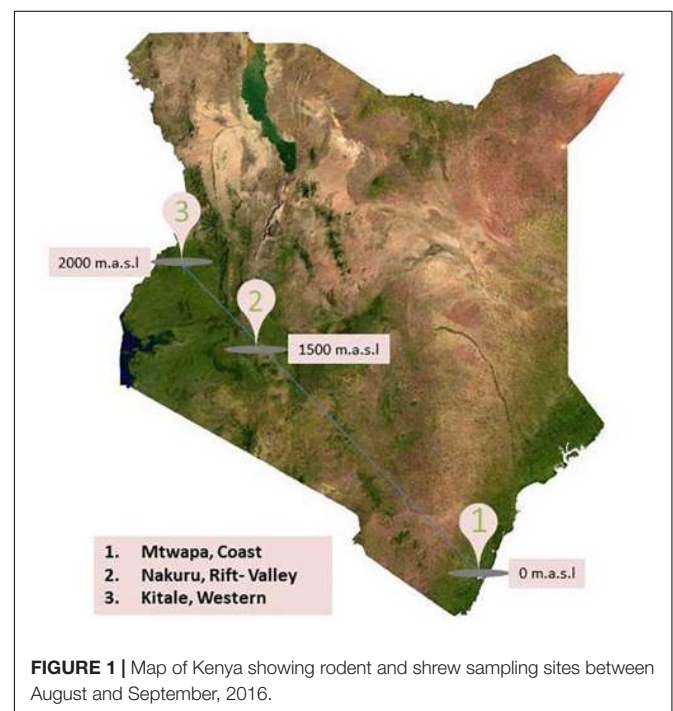 3
2000 m.a.s.l
2
1500 m.a.s.l
1
0 m.a.s.l
1. Mtwapa, Coast
2. Nakuru, Rift- Valley
3. Kitale, Western
FIGURE 1 | Map of Kenya showing rodent and shrew sampling sites between
August and September, 2016.